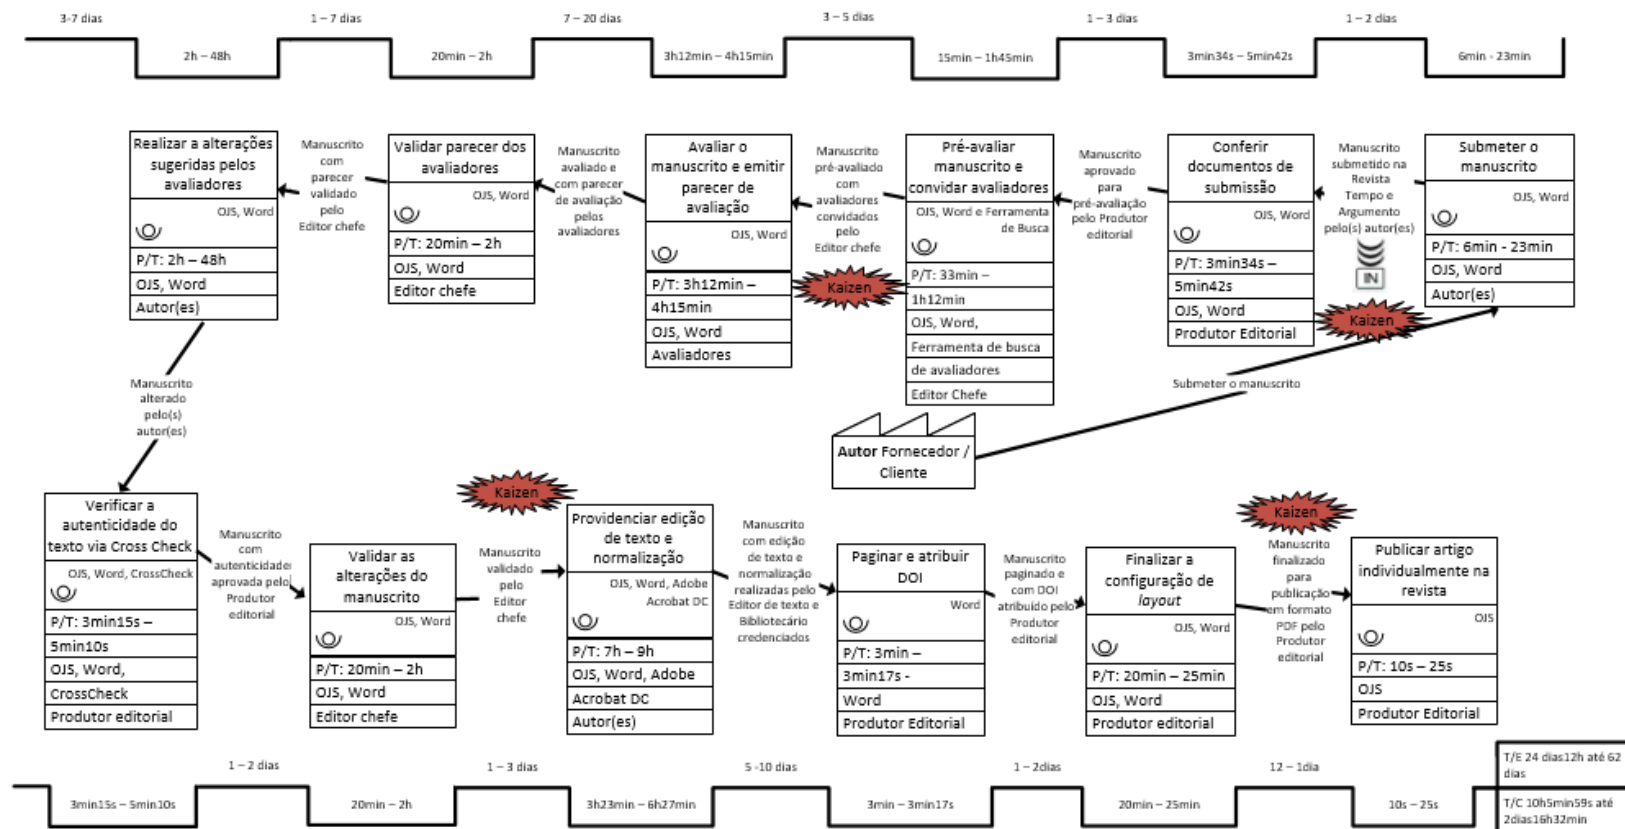 3-7 dias
1 – 7 dias
7 – 20 dias
3 – 5 dias
1 – 3 dias
1 – 2 dias
2h – 48h
20min – 2h
3h12min – 4h15min
15min – 1h45min
3min34s – 5min42s
6min - 23min
Realizar a alterações
sugeridas pelos
avaliadores
OJS, Word
P/T: 2h – 48h
OJS, Word
Autor(es)
Manuscrito
com
parecer
validado
pelo
Editor chefe
Validar parecer dos
avaliadores
OJS, Word
P/T: 20min – 2h
OJS, Word
Editor chefe
Manuscrito
avaliado e
com parecer
de avaliação
pelos
avaliadores
Avaliar o
manuscrito e emitir
parecer de
avaliação
OJS, Word
P/T: 3h12min –
4h15min
OJS, Word
Avaliadores
Manuscrito
pré-avaliado
com
avaliadores
convidados
pelo
Editor chefe
Kaizen
Pré-avaliar
manuscrito e
convidar avaliadores
OJS, Word e Ferramenta
de Busca
P/T: 33min –
1h12min
OJS, Word,
Ferramenta de busca
de avaliadores
Editor Chefe
Manuscrito
aprovado
para
pré-avaliação
pelo Produtor
editorial
Conferir
documentos de
submissão
OJS, Word
P/T: 3min34s –
5min42s
OJS, Word
Produtor Editorial
Manuscrito
submetido na
Revista
Tempo e
Argumento
pelo(s) autor(es)
IN
Kaizen
Submeter o
manuscrito
OJS, Word
P/T: 6min - 23min
OJS, Word
Autor(es)
Manuscrito
alterado
pelo(s)
autor(es)
Submeter o manuscrito
Autor Fornecedor /
Cliente
Verificar a
autenticidade do
texto via Cross Check
OJS, Word, CrossCheck
P/T: 3min15s –
5min10s
OJS, Word,
CrossCheck
Produtor editorial
Manuscrito
com
autenticidade
aprovada pelo
Produtor
editorial
Validar as
alterações do
manuscrito
OJS, Word
P/T: 20min – 2h
OJS, Word
Editor chefe
Kaizen
Manuscrito
validado
pelo
Editor
chefe
Providenciar edição
de texto e
normalização
OJS, Word, Adobe
Acrobat DC
P/T: 7h – 9h
OJS, Word, Adobe
Acrobat DC
Autor(es)
Manuscrito
com edição
de texto e
normalização
realizadas pelo
Editor de texto e
Bibliotecário
credenciados
Paginar e atribuir
DOI
Word
P/T: 3min –
3min17s -
Word
Produtor Editorial
Manuscrito
paginado e
com DOI
atribuído pelo
Produtor
editorial
Finalizar a
configuração de
layout
OJS, Word
P/T: 20min – 25min
OJS, Word
Produtor editorial
Kaizen
Manuscrito
finalizado
para
publicação
em formato
PDF pelo
Produtor
editorial
Publicar artigo
individualmente na
revista
OJS
P/T: 10s – 25s
OJS
Produtor Editorial
1 – 2 dias
1 – 3 dias
5 -10 dias
1 – 2dias
12 – 1dia
3min15s – 5min10s
20min – 2h
3h23min – 6h27min
3min – 3min17s
20min – 25min
10s – 25s
T/E 24 dias12h até 62
dias
T/C 10h5min59s até
2dias16h32min